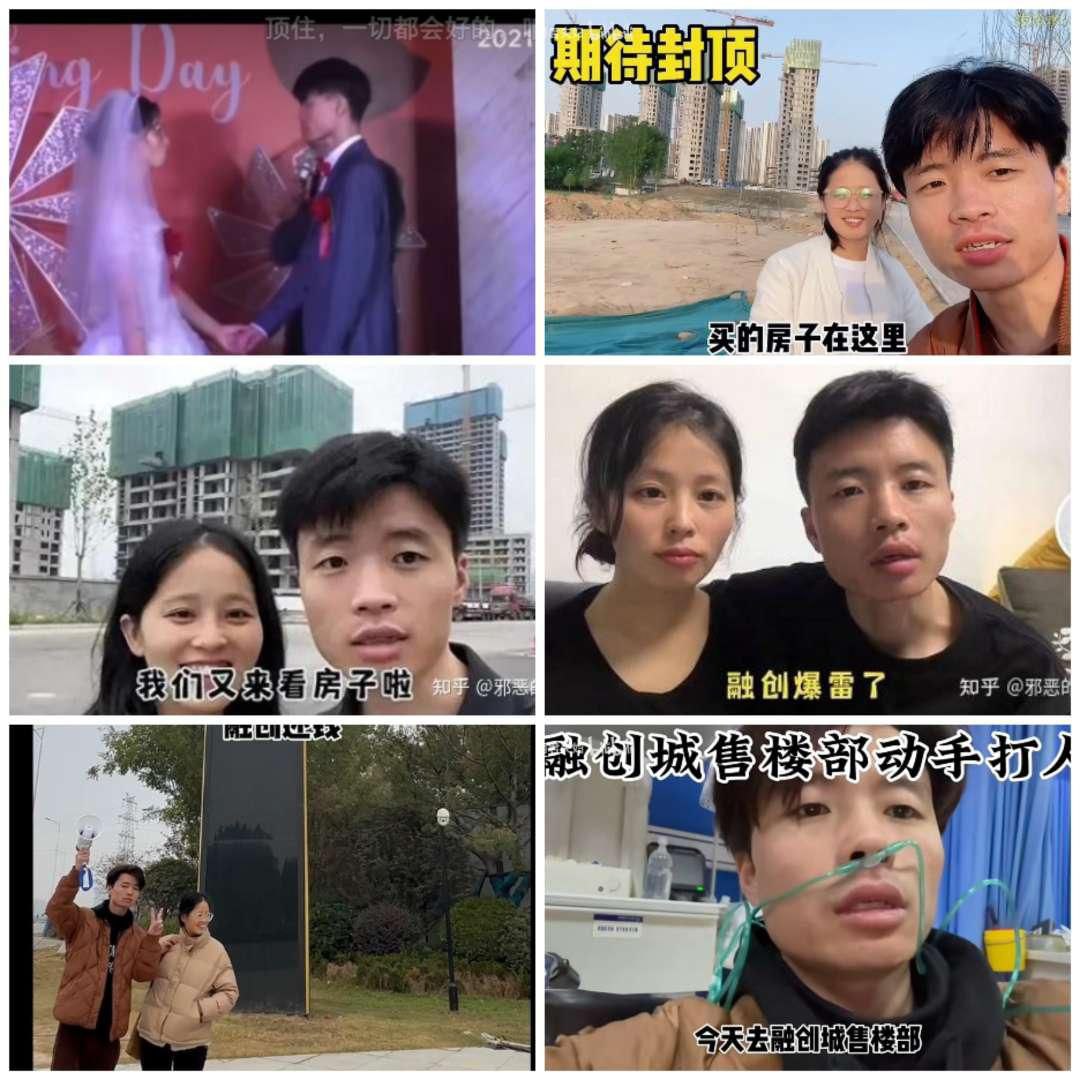 顶住，一切都会好的
2021
ng Day
期待封顶
买的房子在这里
我们又来看房子啦
知乎 @邪恶的
融创爆雷了
知乎 @邪恶的
融创还钱
融创城售楼部动手打人
今天去融创城售楼部